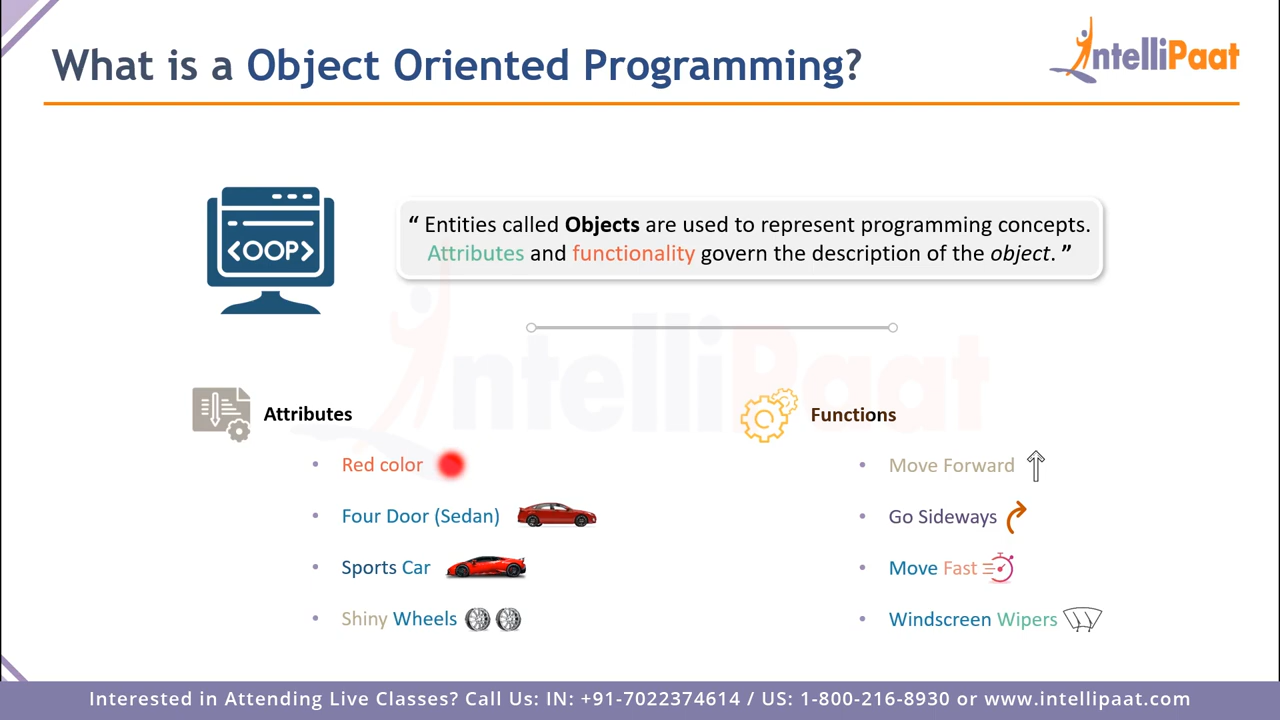 What is a Object Oriented Programming?
IntelliPaat
<OOP>
“ Entities called Objects are used to represent programming concepts.
Attributes and functionality govern the description of the object. ”
IntelliPaat
Attributes
• Red color
• Four Door (Sedan)
• Sports Car
• Shiny Wheels
Functions
• Move Forward
• Go Sideways
• Move Fast
• Windscreen Wipers
Interested in Attending Live Classes? Call Us: IN: +91-7022374614 / US: 1-800-216-8930 or www.intellipaat.com